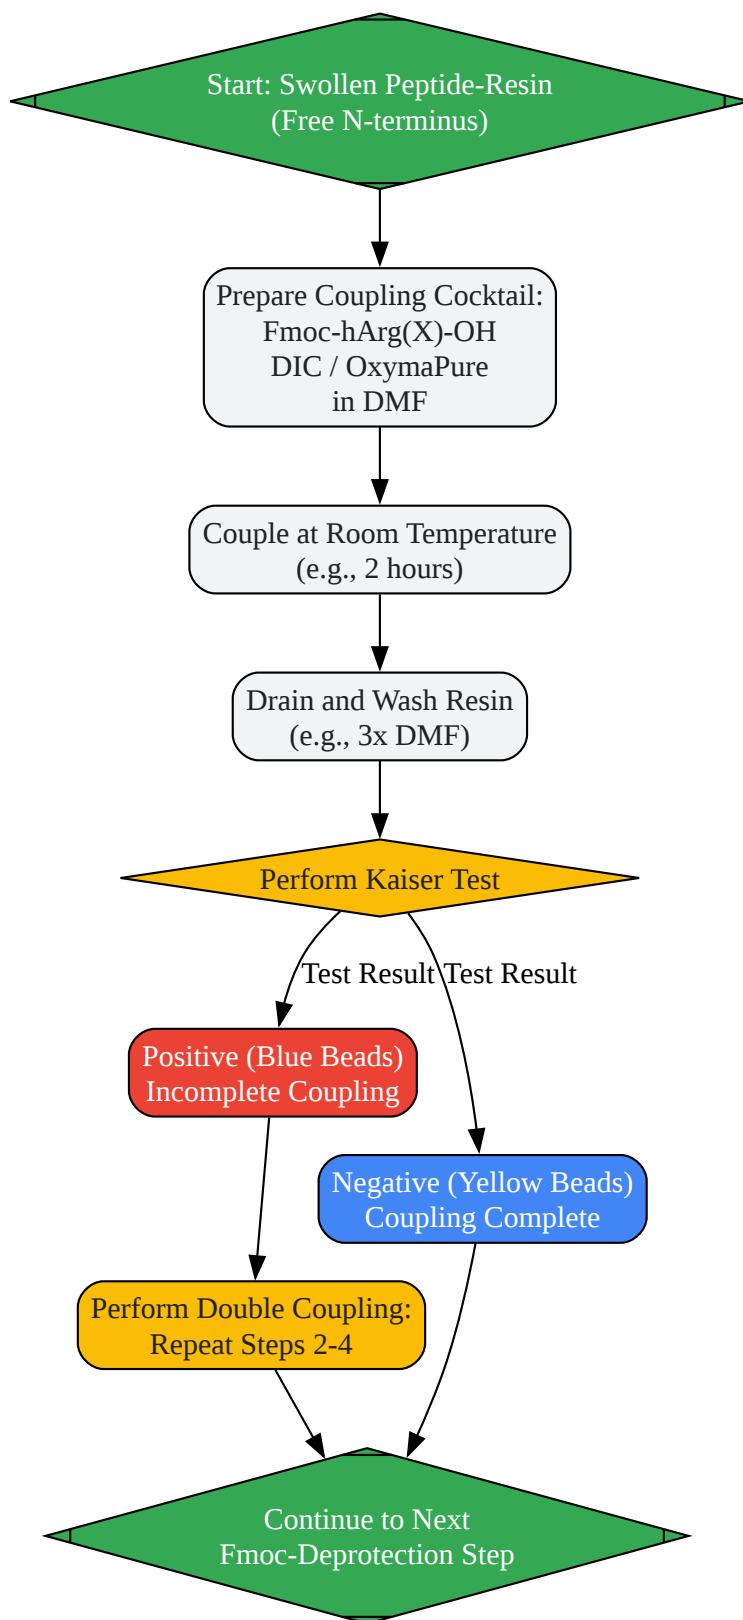 Start: Swollen Peptide-Resin
(Free N-terminus)
Prepare Coupling Cocktail:
Fmoc-hArg(X)-OH
DIC / OxymaPure
in DMF
Couple at Room Temperature
(e.g., 2 hours)
Drain and Wash Resin
(e.g., 3x DMF)
Perform Kaiser Test
Test Result
Test Result
Positive (Blue Beads)
Incomplete Coupling
Negative (Yellow Beads)
Coupling Complete
Perform Double Coupling:
Repeat Steps 2-4
Continue to Next
Fmoc-Deprotection Step